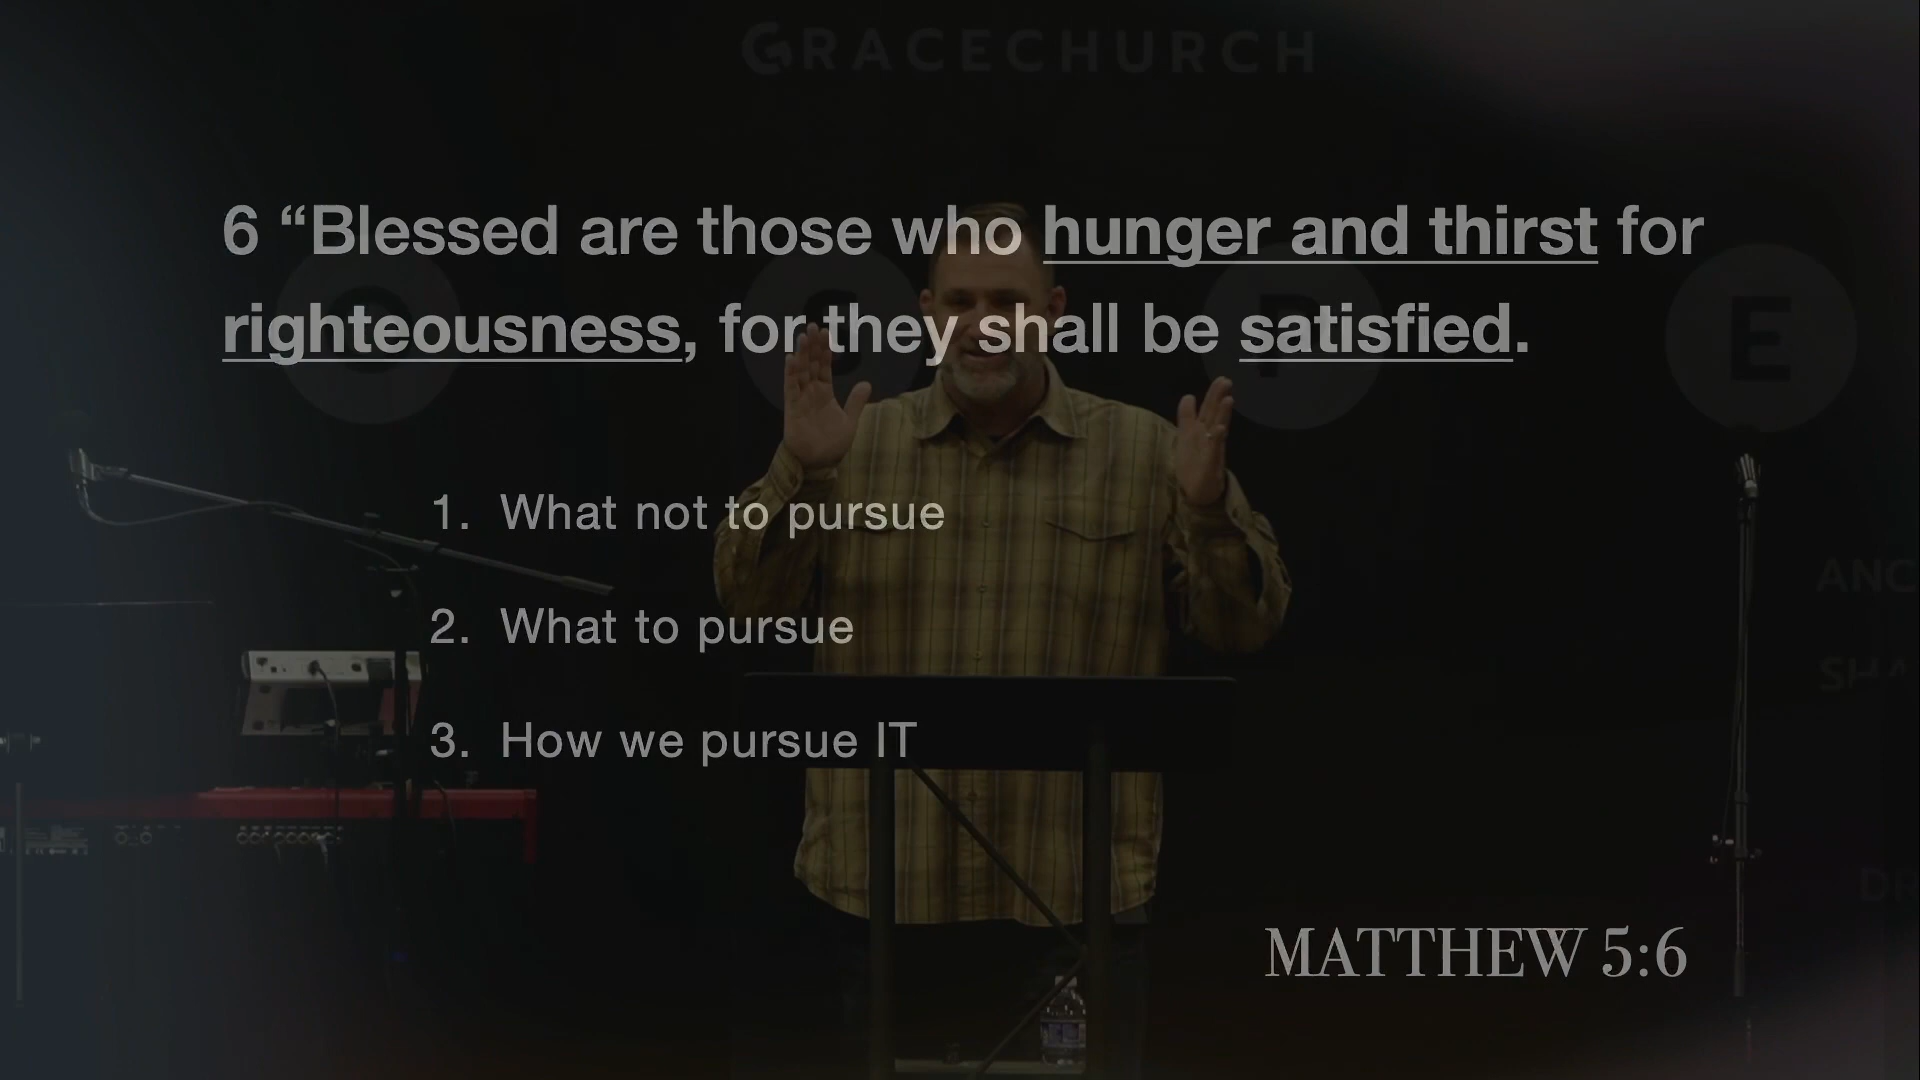 GRACECHURCH
6 “Blessed are those who hunger and thirst for
righteousness, for they shall be satisfied.
G S P E
1. What not to pursue
2. What to pursue
3. How we pursue IT
MATTHEW 5:6